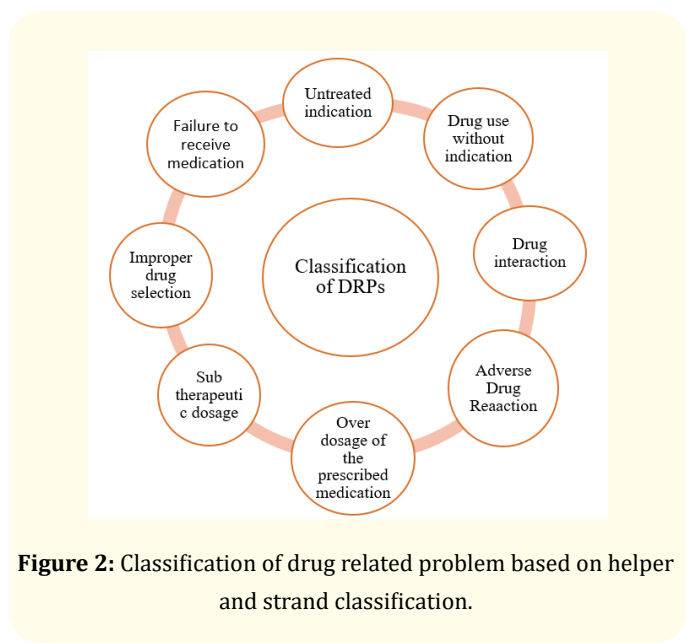 Untreated
indication
Drug use
without
indication
Drug
interaction
Adverse
Drug
Reaaction
Over
dosage of
the
prescribed
medication
Sub
therapeuti
c dosage
Improper
drug
selection
Failure to
receive
medication
Classification
of DRPs
Figure 2: Classification of drug related problem based on helper
and strand classification.